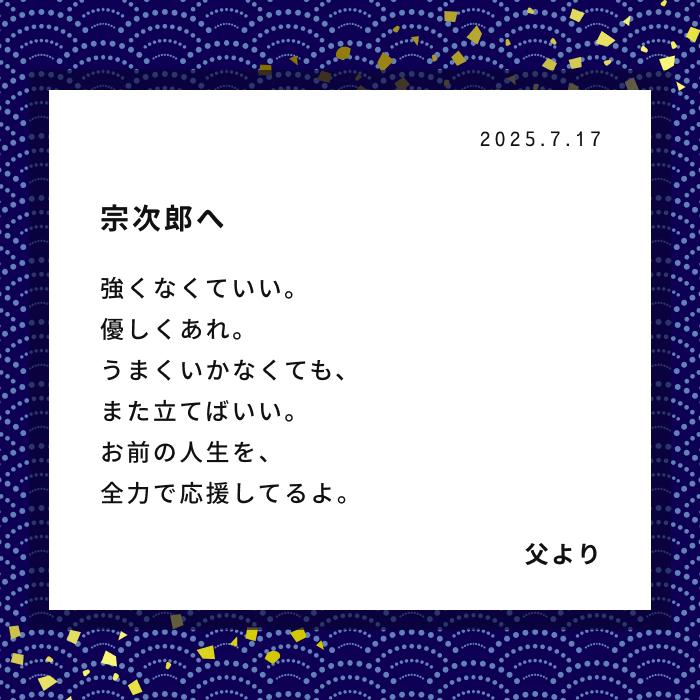 2025.7.17
宗次郎へ
強くなくていい。
優しくあれ。
うまくいかなくても、
また立てばいい。
お前の人生を、
全力で応援してるよ。
父より